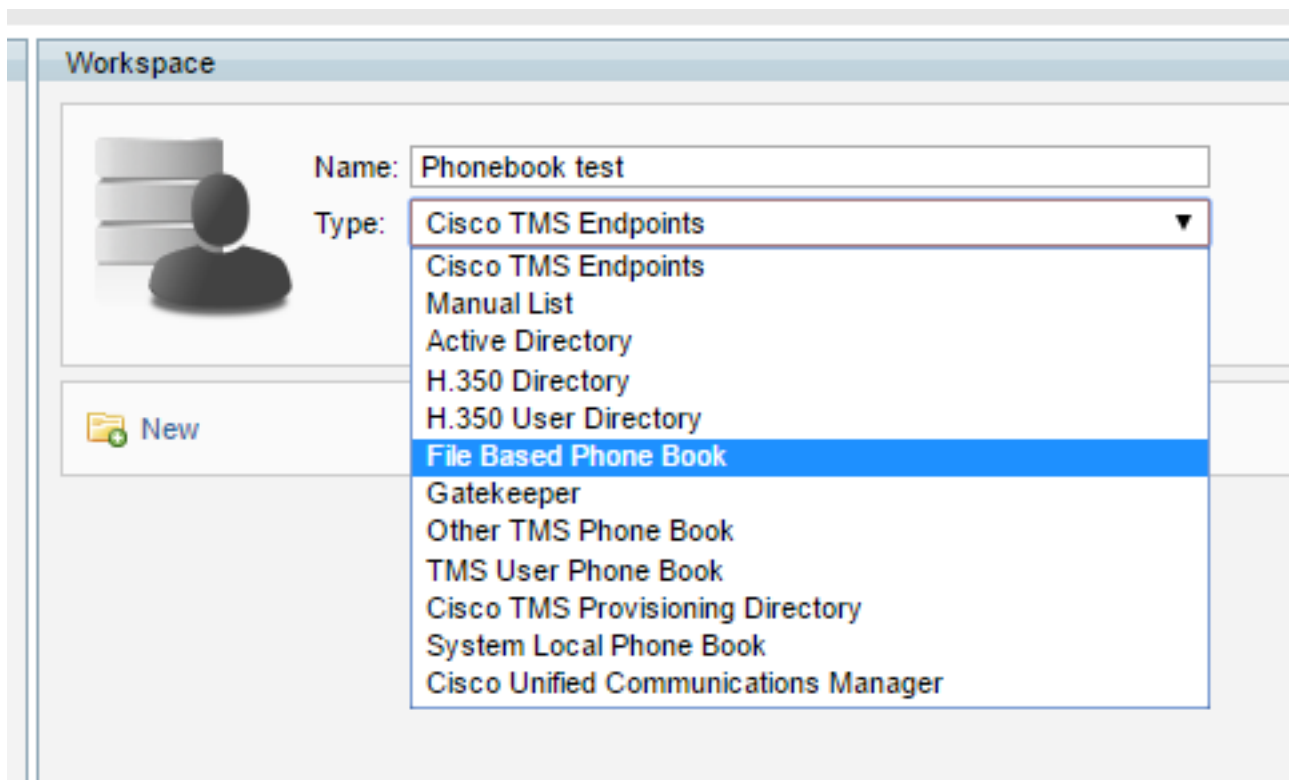 Workspace
Name: Phonebook test
Type: Cisco TMS Endpoints
Cisco TMS Endpoints
Manual List
Active Directory
H.350 Directory
H.350 User Directory
File Based Phone Book
Gatekeeper
Other TMS Phone Book
TMS User Phone Book
Cisco TMS Provisioning Directory
System Local Phone Book
Cisco Unified Communications Manager
New